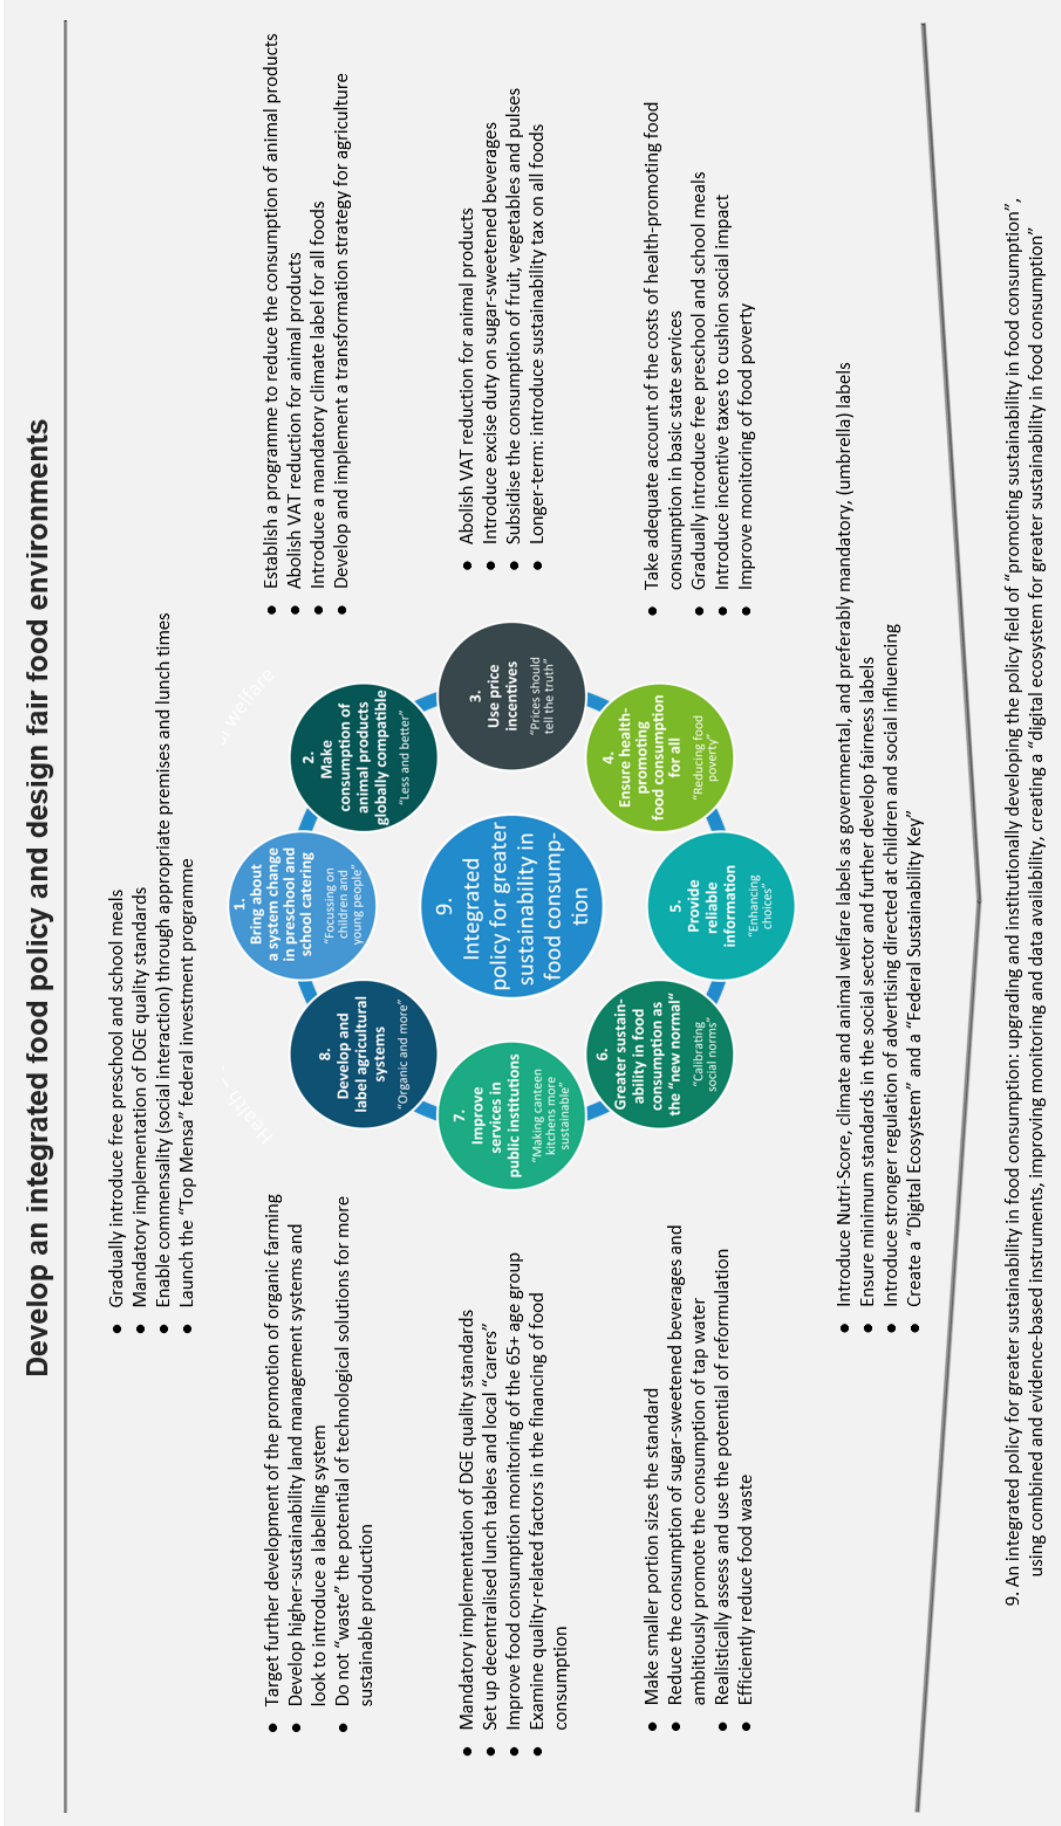 Develop an integrated food policy and design fair food environments
● Gradually introduce free preschool and school meals
● Mandatory implementation of DGE quality standards
● Enable commensality (social interaction) through appropriate premises and lunch times
● Launch the “Top Mensa” federal investment programme
● Target further development of the promotion of organic farming
● Develop higher-sustainability land management systems and
look to introduce a labelling system
● Do not “waste” the potential of technological solutions for more
sustainable production
● Mandatory implementation of DGE quality standards
● Set up decentralised lunch tables and local “carers”
● Improve food consumption monitoring of the 65+ age group
● Examine quality-related factors in the financing of food
consumption
● Make smaller portion sizes the standard
● Reduce the consumption of sugar-sweetened beverages and
ambitiously promote the consumption of tap water
● Realistically assess and use the potential of reformulation
● Efficiently reduce food waste
Health
welfare
1.
Bring about
a system change
in preschool and
school catering
“Focussing on
children and
young people”
2.
Make
consumption of
animal products
globally compatible
“Less and better”
3.
Use price
incentives
“Prices should
tell the truth”
4.
Ensure health-
promoting
food consumption
for all
“Reducing food
poverty”
5.
Provide
reliable
information
“Enhancing
choices”
6.
Greater sustain-
ability in food
consumption as
the “new normal“
“Calibrating
social norms”
7.
Improve
services in
public institutions
“Making canteen
kitchens more
sustainable”
8.
Develop and
label agricultural
systems
“Organic and more”
9.
Integrated
policy for greater
sustainability in
food consump-
tion
● Establish a programme to reduce the consumption of animal products
● Abolish VAT reduction for animal products
● Introduce a mandatory climate label for all foods
● Develop and implement a transformation strategy for agriculture
● Abolish VAT reduction for animal products
● Introduce excise duty on sugar-sweetened beverages
● Subsidise the consumption of fruit, vegetables and pulses
● Longer-term: introduce sustainability tax on all foods
● Take adequate account of the costs of health-promoting food
consumption in basic state services
● Gradually introduce free preschool and school meals
● Introduce incentive taxes to cushion social impact
● Improve monitoring of food poverty
● Introduce Nutri-Score, climate and animal welfare labels as governmental, and preferably mandatory, (umbrella) labels
● Ensure minimum standards in the social sector and further develop fairness labels
● Introduce stronger regulation of advertising directed at children and social influencing
● Create a “Digital Ecosystem” and a “Federal Sustainability Key”
9. An integrated policy for greater sustainability in food consumption: upgrading and institutionally developing the policy field of “promoting sustainability in food consumption”,
using combined and evidence-based instruments, improving monitoring and data availability, creating a “digital ecosystem for greater sustainability in food consumption”